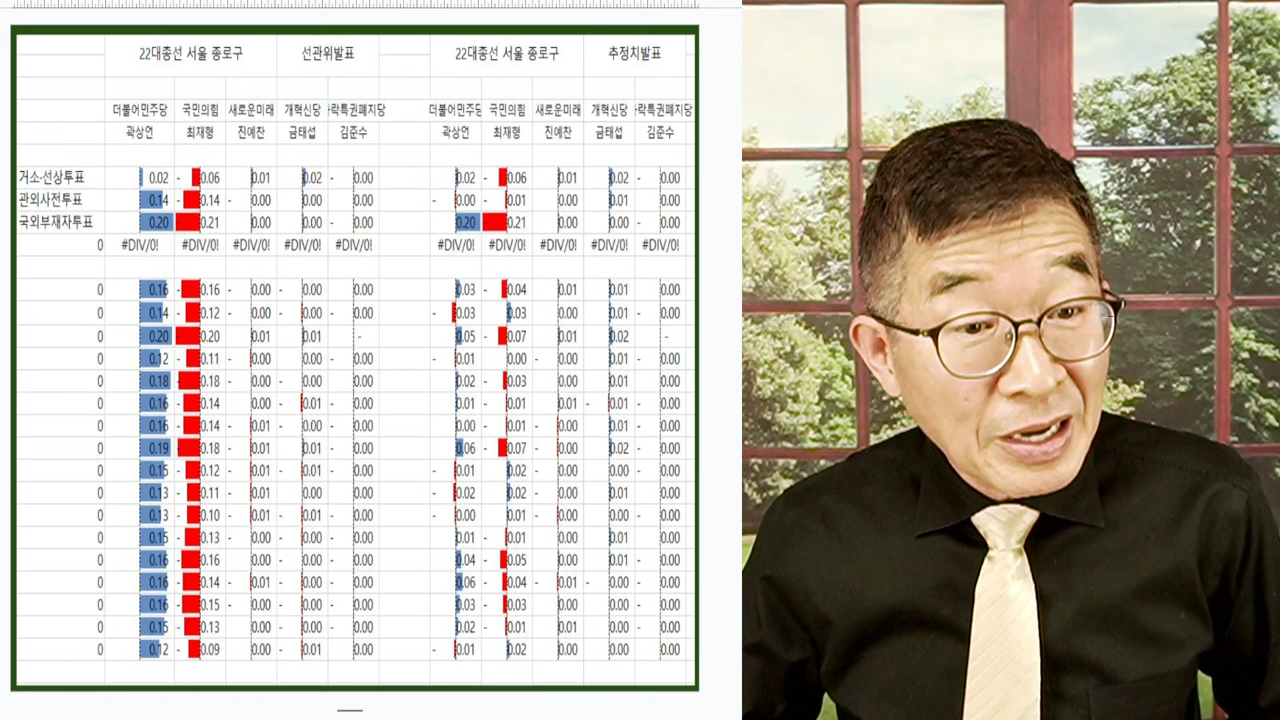 22대총선 서울 종로구 선관위발표 22대총선 서울 종로구 추정치발표
더불어민주당 국민의힘 새로운미래 개혁신당 락특권폐지당 더불어민주당 국민의힘 새로운미래 개혁신당 락특권폐지당
곽상언 최재형 진예찬 금태섭 김준수 곽상언 최재형 진예찬 금태섭 김준수
거소·선상투표 0.02 - 0.06 0.01 0.02 - 0.00 0.02 - 0.06 0.01 0.02 - 0.00
관외사전투표 0.14 - 0.14 - 0.00 0.00 0.00 - 0.00 0.01 0.00 0.00 - 0.00
국외부재자투표 0.20 0.21 0.00 0.00 - 0.00 0.20 0.21 0.00 0.00 - 0.00
0 #DIV/0! #DIV/0! #DIV/0! #DIV/0! #DIV/0! #DIV/0! #DIV/0! #DIV/0! #DIV/0! #DIV/0!
0 0.16 - 0.16 - 0.00 - 0.00 0.00 0.03 - 0.04 0.01 0.01 - 0.00
0 0.14 - 0.12 - 0.00 - 0.00 0.00 - 0.03 0.03 0.00 0.01 - 0.00
0 0.20 0.20 0.01 0.01 - 0.05 - 0.07 0.01 0.02 -
0 0.12 - 0.11 - 0.00 - 0.00 0.00 - 0.01 0.00 - 0.00 0.01 - 0.00
0 0.18 - 0.18 - 0.00 - 0.00 0.00 0.02 - 0.03 0.00 0.01 - 0.00
0 0.16 - 0.14 0.00 - 0.01 0.00 0.01 - 0.01 0.01 - 0.01 - 0.00
0 0.16 - 0.14 - 0.01 - 0.00 0.00 0.00 - 0.01 - 0.00 0.01 - 0.00
0 0.19 - 0.18 - 0.00 0.01 0.00 0.06 - 0.07 0.00 0.02 - 0.00
0 0.15 - 0.12 - 0.01 - 0.01 0.00 - 0.01 0.02 - 0.00 0.01 - 0.00
0 0.13 - 0.11 - 0.01 - 0.00 0.00 - 0.02 0.02 - 0.00 0.01 - 0.00
0 0.13 - 0.10 - 0.01 - 0.01 0.00 - 0.00 0.01 - 0.00 0.00 - 0.00
0 0.15 - 0.13 - 0.00 - 0.00 0.00 0.01 - 0.01 0.00 0.01 - 0.00
0 0.16 - 0.16 0.00 - 0.00 0.00 0.04 - 0.05 0.00 0.01 - 0.00
0 0.16 - 0.14 - 0.01 - 0.00 0.00 0.06 - 0.04 - 0.01 - 0.00 - 0.00
0 0.16 - 0.15 - 0.00 - 0.00 0.00 0.03 - 0.03 0.00 0.00 - 0.00
0 0.15 - 0.13 0.00 - 0.00 0.00 0.02 - 0.01 0.01 0.00 - 0.00
0 0.12 - 0.09 0.00 - 0.01 0.00 - 0.01 0.02 0.00 0.00 - 0.00